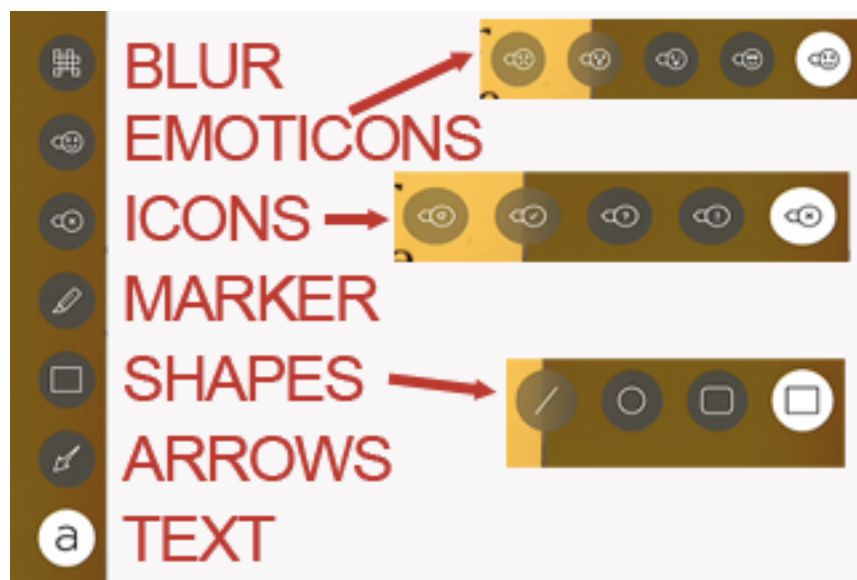 BLUR
EMOTICONS
ICONS
MARKER
SHAPES
ARROWS
a TEXT